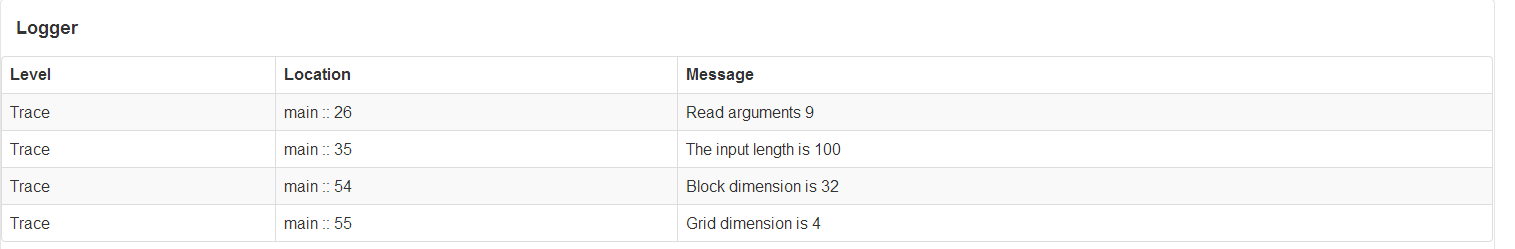 Logger
Level Location Message
Trace main :: 26 Read arguments 9
Trace main :: 35 The input length is 100
Trace main :: 54 Block dimension is 32
Trace main :: 55 Grid dimension is 4